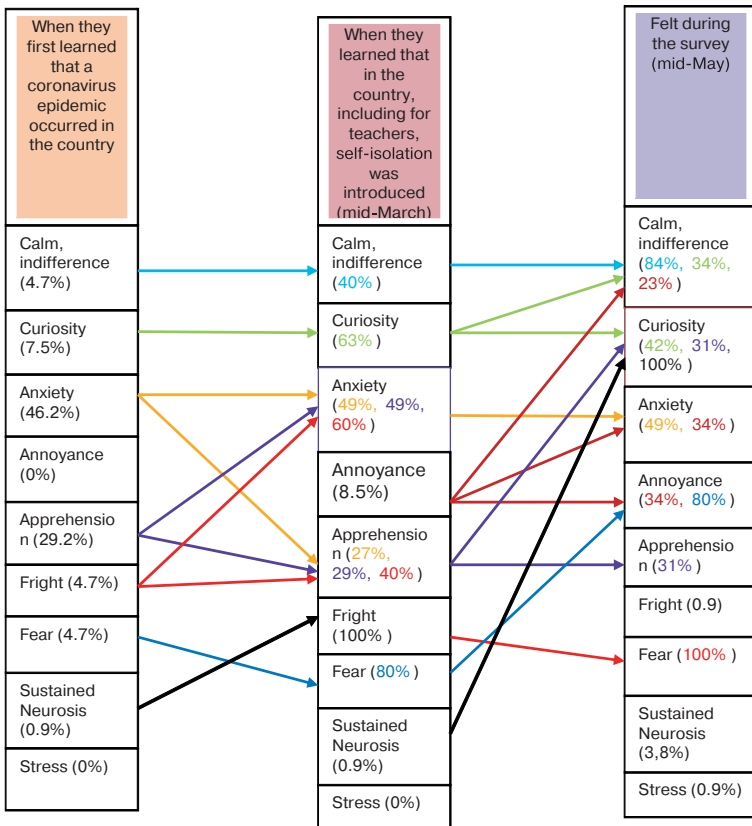 When they
first learned
that a
coronavirus
epidemic
occurred in
the country
Calm,
indifference
(4.7%)
Curiosity
(7.5%)
Anxiety
(46.2%)
Annoyance
(0%)
Apprehensio
n (29.2%)
Fright (4.7%)
Fear (4.7%)
Sustained
Neurosis
(0.9%)
Stress (0%)
When they
learned that
in the
country,
including for
teachers,
self-isolation
was
introduced
(mid-March)
Calm,
indifference
(40% )
Curiosity
(63% )
Anxiety
(49%, 49%,
60% )
Annoyance
(8.5%)
Apprehensio
n (27%,
29%, 40% )
Fright
(100% )
Fear (80% )
Sustained
Neurosis
(0.9%)
Stress (0%)
Felt during
the survey
(mid-May)
Calm,
indifference
(84%, 34%,
23% )
Curiosity
(42%, 31%,
100% )
Anxiety
(49%, 34%)
Annoyance
(34%, 80%)
Apprehensio
n (31%)
Fright (0.9)
Fear (100% )
Sustained
Neurosis
(3,8%)
Stress (0.9%)